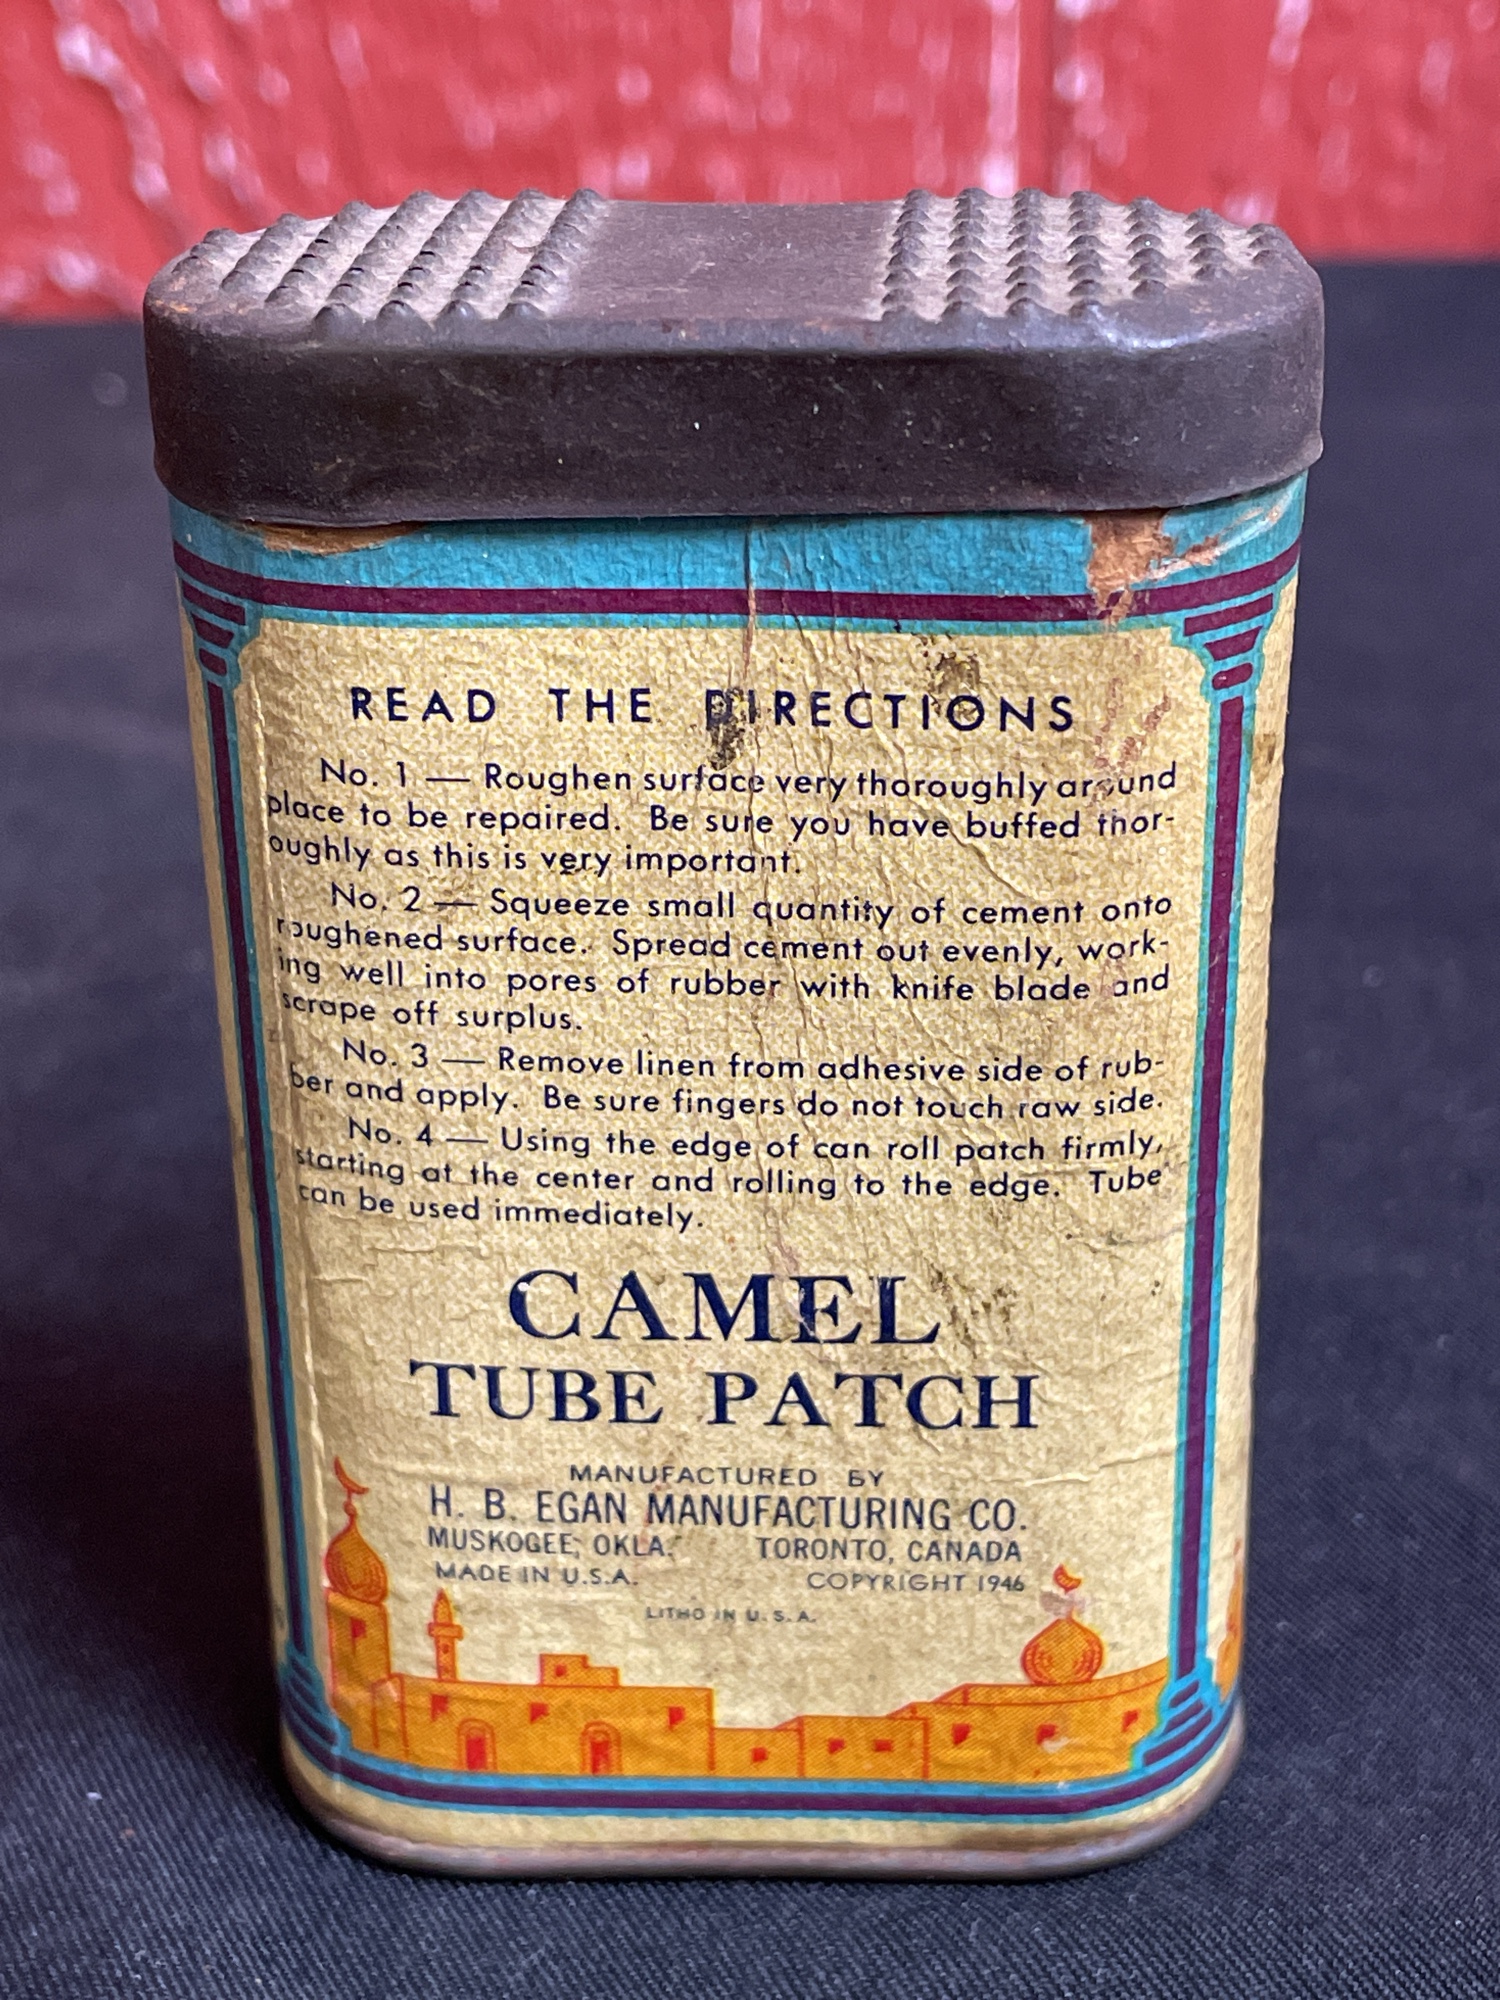 READ THE DIRECTIONS
No. 1 — Roughen surface very thoroughly around
place to be repaired. Be sure you have buffed thor-
oughly as this is very important.
No. 2 — Squeeze small quantity of cement onto
roughened surface. Spread cement out evenly, work-
ing well into pores of rubber with knife blade and
scrape off surplus.
No. 3 — Remove linen from adhesive side of rub-
ber and apply. Be sure fingers do not touch raw side.
No. 4 — Using the edge of can roll patch firmly,
starting at the center and rolling to the edge. Tube
can be used immediately.
CAMEL
TUBE PATCH
MANUFACTURED BY
H. B. EGAN MANUFACTURING CO.
MUSKOGEE, OKLA. TORONTO, CANADA
MADE IN U.S.A. COPYRIGHT 1946
LITHO IN U.S.A.